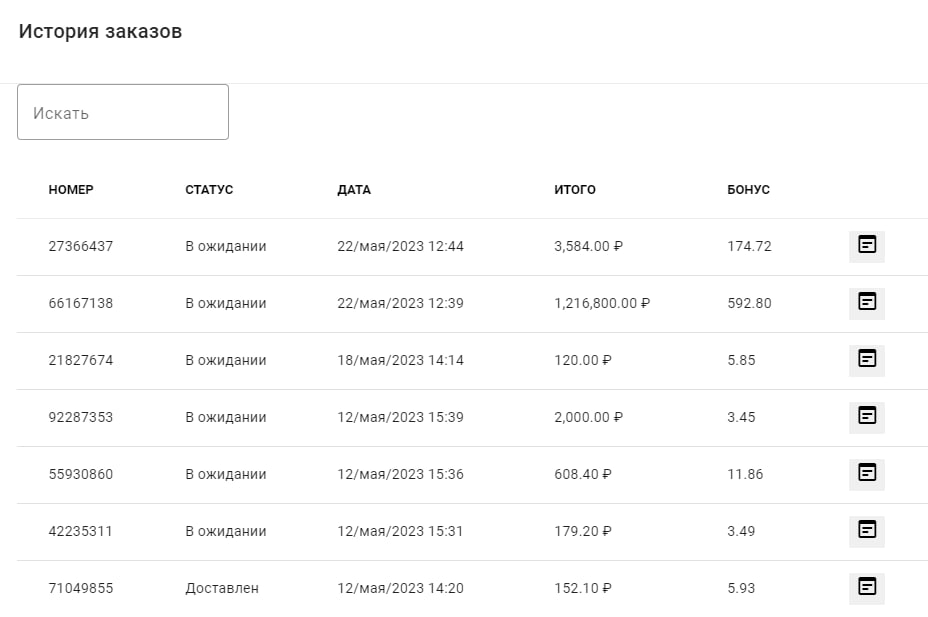 История заказов
Искать
НОМЕР СТАТУС ДАТА ИТОГО БОНУС
27366437 В ожидании 22/мая/2023 12:44 3,584.00 ₽ 174.72
66167138 В ожидании 22/мая/2023 12:39 1,216,800.00 ₽ 592.80
21827674 В ожидании 18/мая/2023 14:14 120.00 ₽ 5.85
92287353 В ожидании 12/мая/2023 15:39 2,000.00 ₽ 3.45
55930860 В ожидании 12/мая/2023 15:36 608.40 ₽ 11.86
42235311 В ожидании 12/мая/2023 15:31 179.20 ₽ 3.49
71049855 Доставлен 12/мая/2023 14:20 152.10 ₽ 5.93